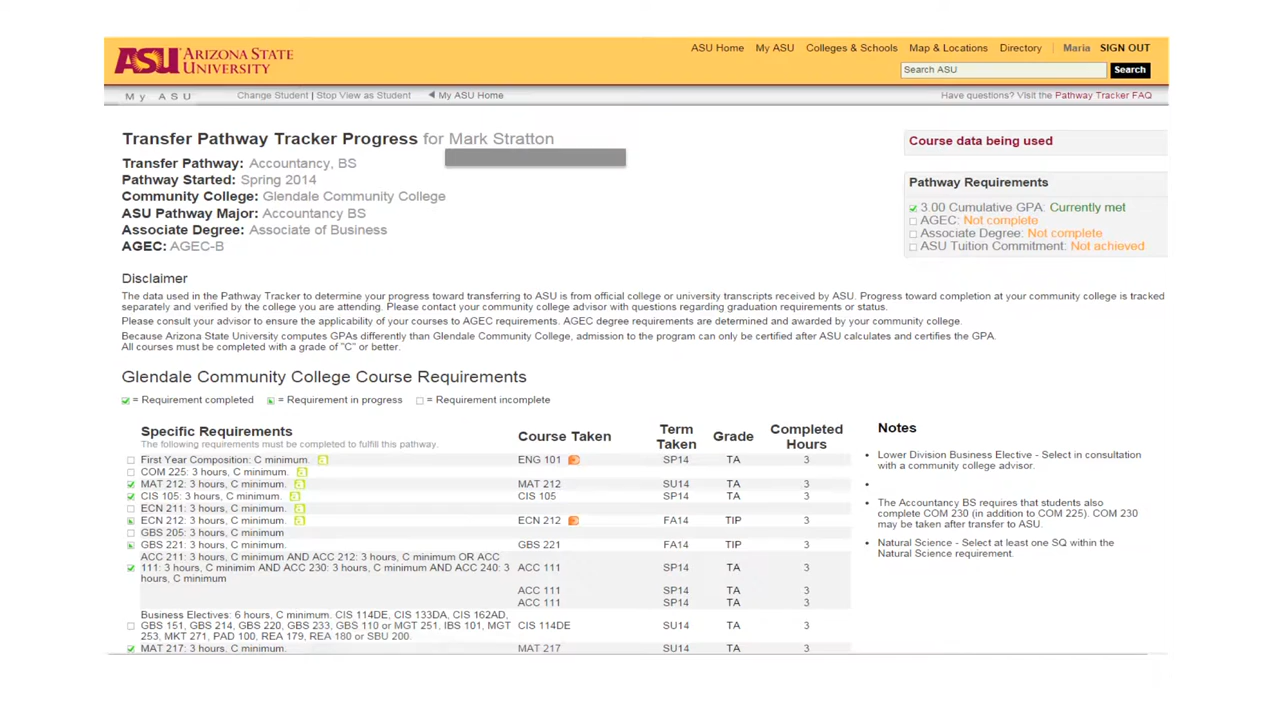 ASU ARIZONA STATE UNIVERSITY
ASU Home My ASU Colleges & Schools Map & Locations Directory Maria SIGN OUT
Search ASU Search
My ASU Change Student | Stop View as Student My ASU Home Have questions? Visit the Pathway Tracker FAQ
Transfer Pathway Tracker Progress for Mark Stratton
Transfer Pathway: Accountancy, BS
Pathway Started: Spring 2014
Community College: Glendale Community College
ASU Pathway Major: Accountancy BS
Associate Degree: Associate of Business
AGEC: AGEC-B
Course data being used
Pathway Requirements
3.00 Cumulative GPA: Currently met
AGEC: Not complete
Associate Degree: Not complete
ASU Tuition Commitment: Not achieved
Disclaimer
The data used in the Pathway Tracker to determine your progress toward transferring to ASU is from official college or university transcripts received by ASU. Progress toward completion at your community college is tracked
separately and verified by the college you are attending. Please contact your community college advisor with questions regarding graduation requirements or status.
Please consult your advisor to ensure the applicability of your courses to AGEC requirements. AGEC degree requirements are determined and awarded by your community college.
Because Arizona State University computes GPAs differently than Glendale Community College, admission to the program can only be certified after ASU calculates and certifies the GPA.
All courses must be completed with a grade of "C" or better.
Glendale Community College Course Requirements
= Requirement completed = Requirement in progress = Requirement incomplete
Specific Requirements Course Taken Term Taken Grade Completed Hours
The following requirements must be completed to fulfill this pathway.
First Year Composition: C minimum. a ENG 101 SP14 TA 3
COM 225: 3 hours, C minimum. a
MAT 212: 3 hours, C minimum. a MAT 212 SU14 TA 3
CIS 105: 3 hours, C minimum. a CIS 105 SP14 TA 3
ECN 211: 3 hours, C minimum. a
ECN 212: 3 hours, C minimum. a ECN 212 FA14 TIP 3
GBS 205: 3 hours, C minimum
GBS 221: 3 hours, C minimum. GBS 221 FA14 TIP 3
ACC 211: 3 hours, C minimum AND ACC 212: 3 hours, C minimum OR ACC
111: 3 hours, C minimim AND ACC 230: 3 hours, C minimum AND ACC 240: 3 ACC 111 SP14 TA 3
hours, C minimum
ACC 111 SP14 TA 3
ACC 111 SP14 TA 3
Business Electives: 6 hours, C minimum. CIS 114DE, CIS 133DA, CIS 162AD,
GBS 151, GBS 214, GBS 220, GBS 233, GBS 110 or MGT 251, IBS 101, MGT CIS 114DE SU14 TA 3
253, MKT 271, PAD 100, REA 179, REA 180 or SBU 200.
MAT 217: 3 hours, C minimum. MAT 217 SU14 TA 3
Notes
• Lower Division Business Elective - Select in consultation
with a community college advisor.
•
• The Accountancy BS requires that students also
complete COM 230 (in addition to COM 225). COM 230
may be taken after transfer to ASU.
• Natural Science - Select at least one SQ within the
Natural Science requirement.